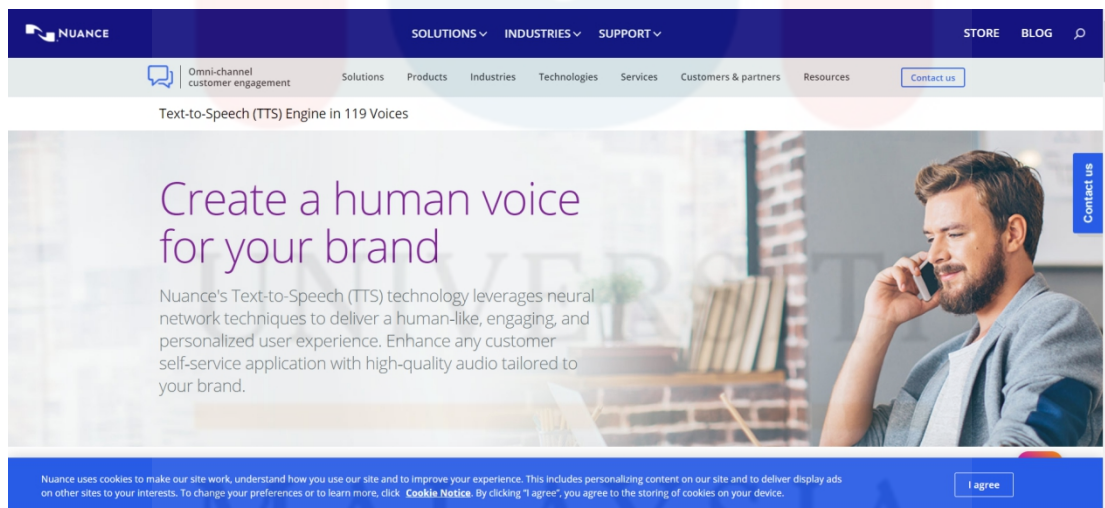 NUANCE
SOLUTIONS INDUSTRIES SUPPORT
STORE BLOG
Omni-channel
customer engagement
Solutions Products Industries Technologies Services Customers & partners Resources
Contact us
Text-to-Speech (TTS) Engine in 119 Voices
Create a human voice
for your brand
Nuance's Text-to-Speech (TTS) technology leverages neural
network techniques to deliver a human-like, engaging, and
personalized user experience. Enhance any customer
self-service application with high-quality audio tailored to
your brand.
Contact us
Nuance uses cookies to make our site work, understand how you use our site and to improve your experience. This includes personalizing content on our site and to deliver display ads
on other sites to your interests. To change your preferences or to learn more, click Cookie Notice. By clicking "I agree", you agree to the storing of cookies on your device.
I agree
UNIVERSITI
MALAYSIA